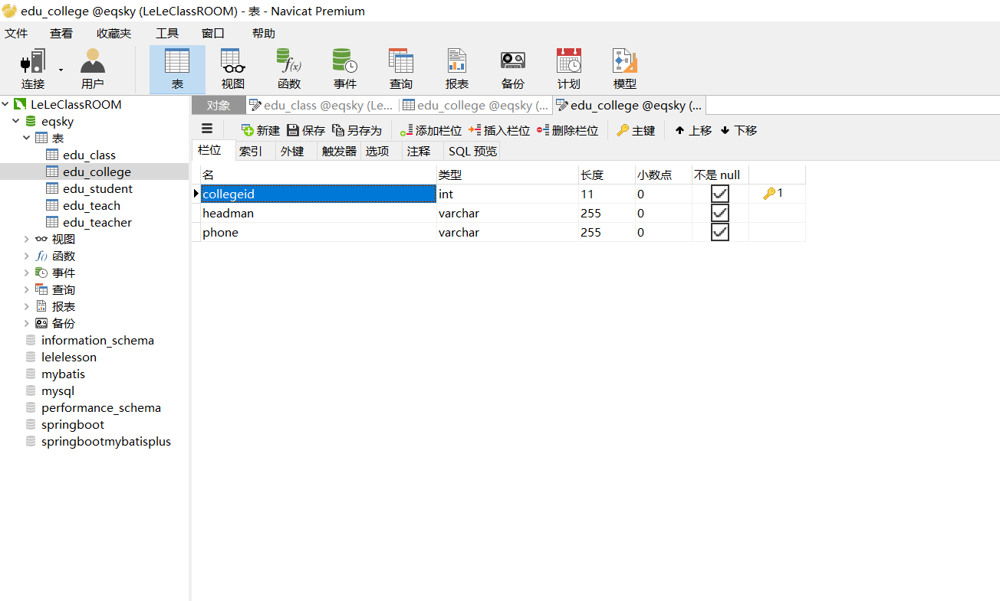 edu_college @eqsky (LeLeClassROOM) - 表 - Navicat Premium
文件 查看 收藏夹 工具 窗口 帮助
连接 用户 表 视图 函数 事件 查询 报表 备份 计划 模型
LeLeClassROOM
eqsky
表
edu_class
edu_college
edu_student
edu_teach
edu_teacher
视图
函数
事件
查询
报表
备份
information_schema
lelelesson
mybatis
mysql
performance_schema
springboot
springbootmybatisplus
对象 edu_class @eqsky (Le... edu_college @eqsky (... edu_college @eqsky (...
新建 保存 另存为 添加栏位 插入栏位 删除栏位 主键 上移 下移
栏位 索引 外键 触发器 选项 注释 SQL 预览
名 类型 长度 小数点 不是 null
collegeid int 11 0 1
headman varchar 255 0
phone varchar 255 0